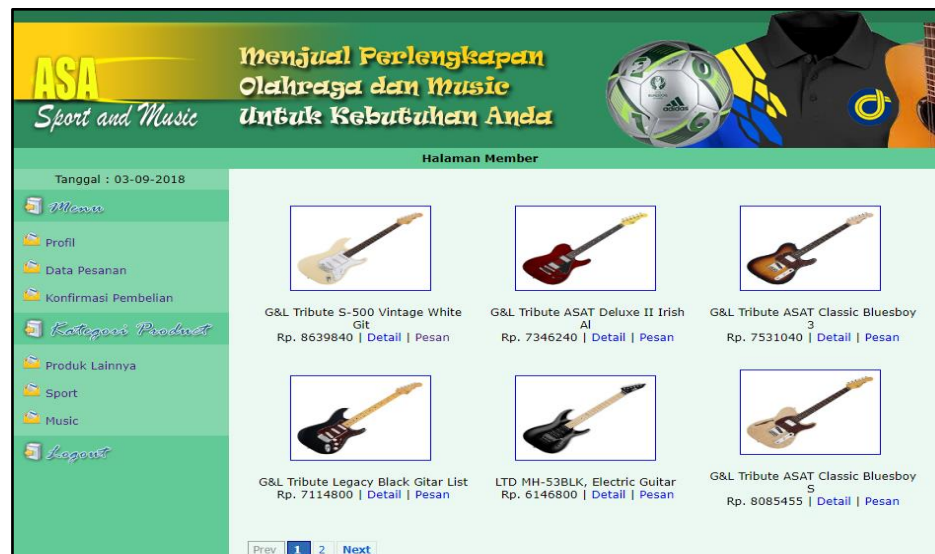 ASA
Sport and Music
Menjual Perlengkapan
Olahraga dan Music
Untuk Kebutuhan Anda
adidas
Halaman Member
Tanggal : 03-09-2018
Menu
Profil
Data Pesanan
Konfirmasi Pembelian
Kategori Product
Produk Lainnya
Sport
Music
Logout
G&L Tribute S-500 Vintage White
Git
Rp. 8639840 | Detail | Pesan
G&L Tribute ASAT Deluxe II Irish
Al
Rp. 7346240 | Detail | Pesan
G&L Tribute ASAT Classic Bluesboy
3
Rp. 7531040 | Detail | Pesan
G&L Tribute Legacy Black Gitar List
Rp. 7114800 | Detail | Pesan
LTD MH-53BLK, Electric Guitar
Rp. 6146800 | Detail | Pesan
G&L Tribute ASAT Classic Bluesboy
S
Rp. 8085455 | Detail | Pesan
Prev 1 2 Next